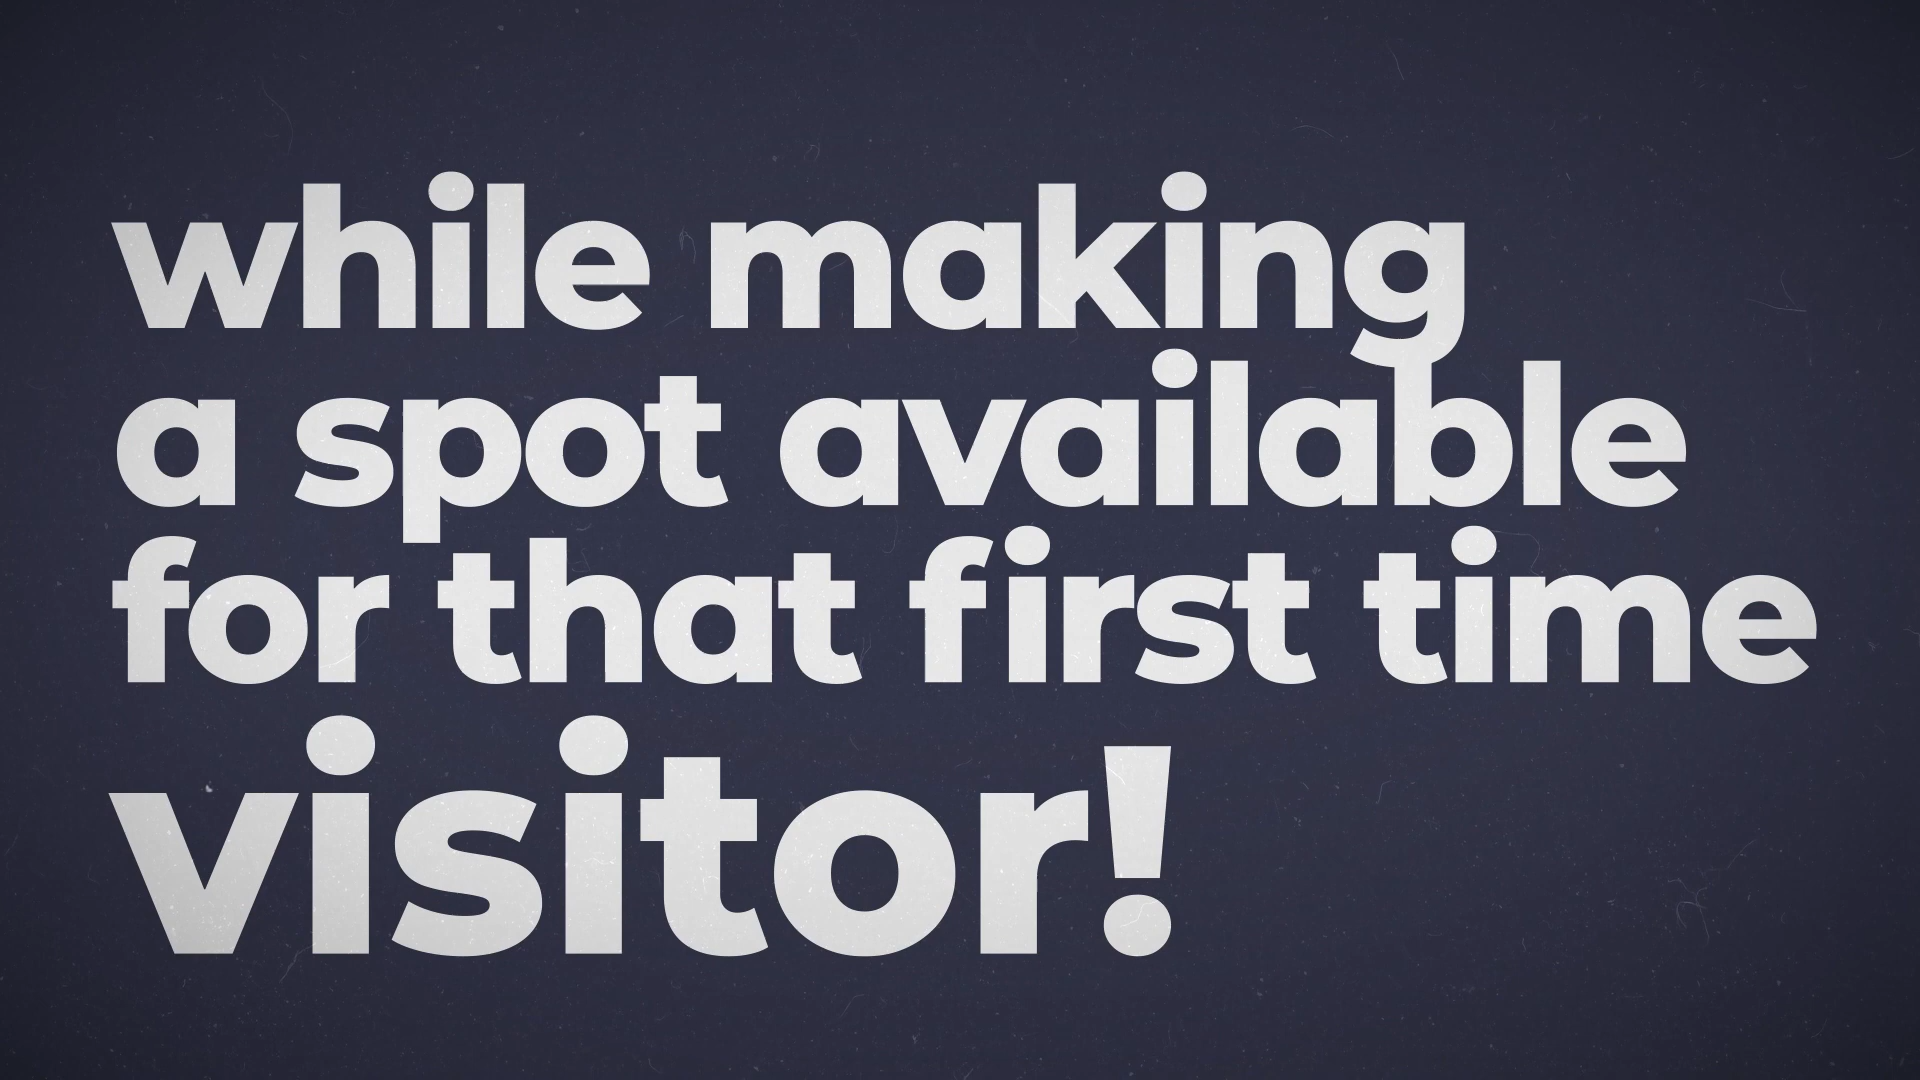 while making
a spot available
for that first time
visitor!